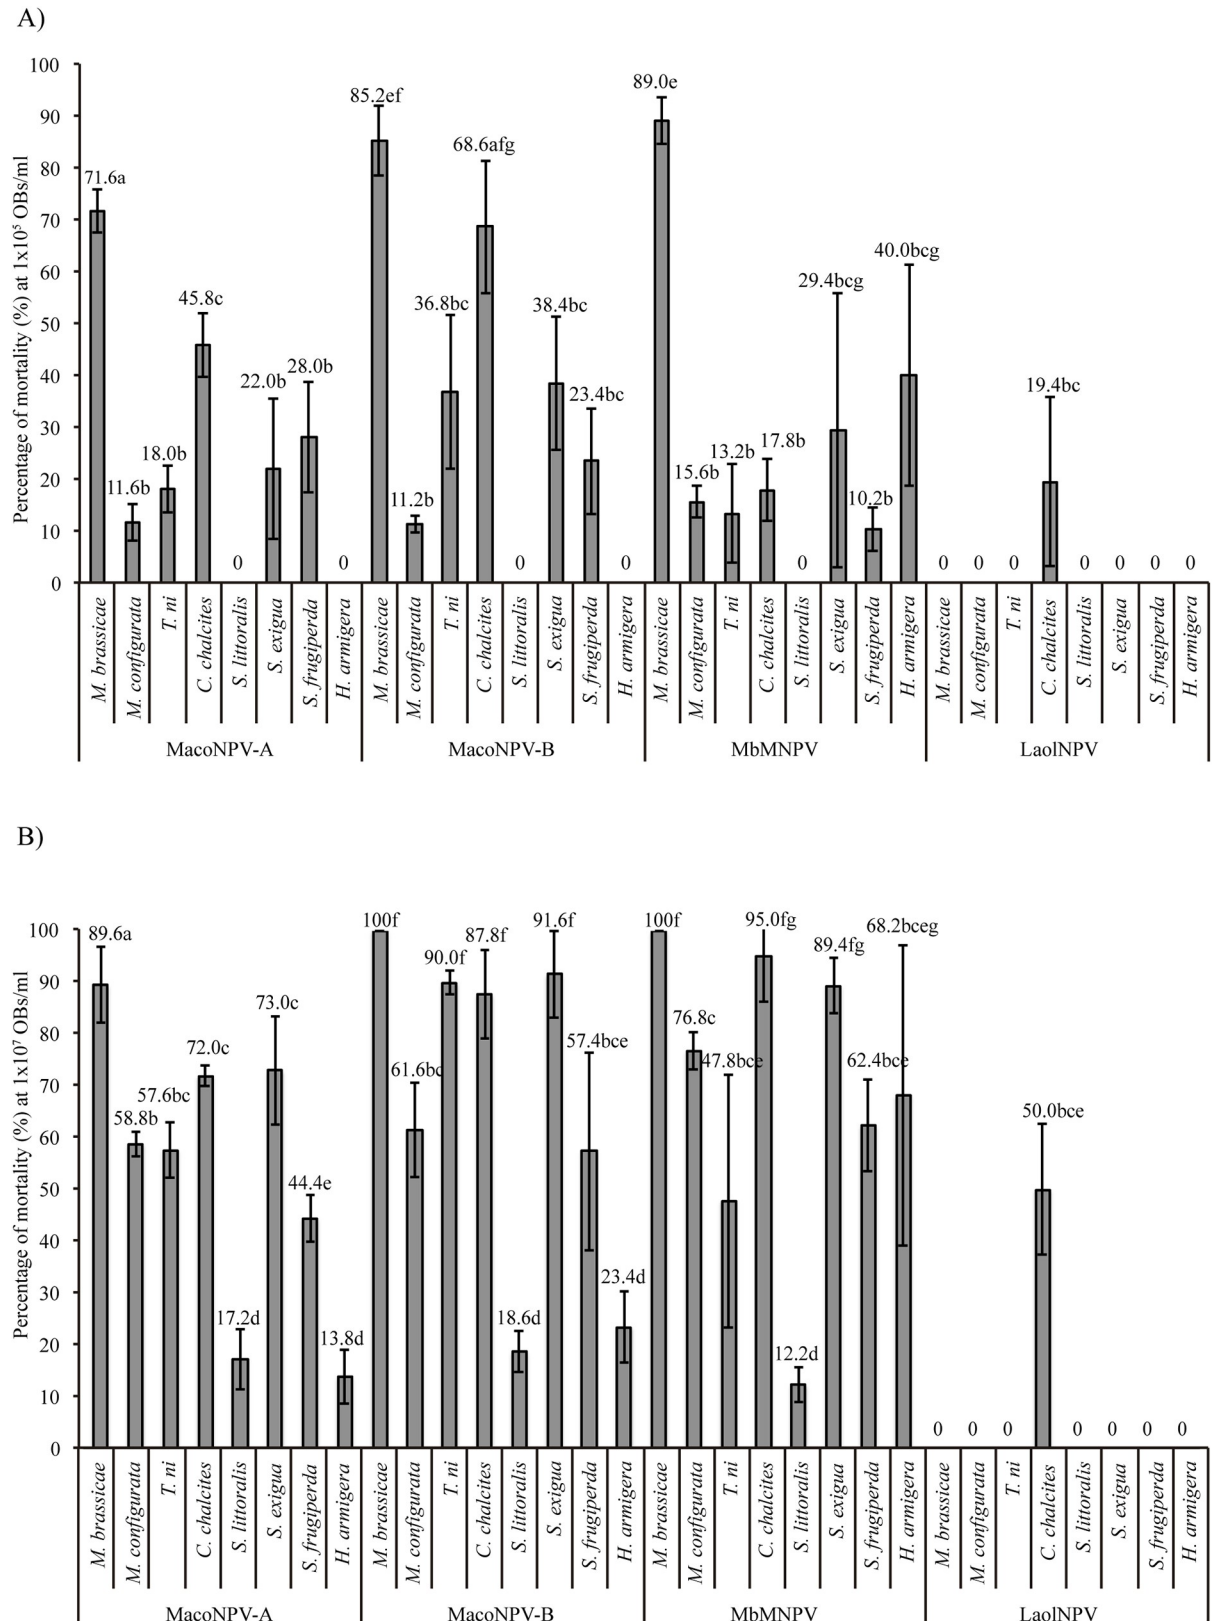 A)
Percentage of mortality (%) at 1x10⁵ OBs/ml
100
90
80
70
60
50
40
30
20
10
0
71.6a
11.6b
18.0b
45.8c
0
22.0b
28.0b
0
85.2ef
11.2b
36.8bc
68.6afg
0
38.4bc
23.4bc
0
89.0e
15.6b
13.2b
17.8b
0
29.4bcg
10.2b
40.0bcg
0
0
0
19.4bc
0
0
0
0
M. brassicae
M. configurata
T. ni
C. chalcites
S. littoralis
S. exigua
S. frugiperda
H. armigera
M. brassicae
M. configurata
T. ni
C. chalcites
S. littoralis
S. exigua
S. frugiperda
H. armigera
M. brassicae
M. configurata
T. ni
C. chalcites
S. littoralis
S. exigua
S. frugiperda
H. armigera
M. brassicae
M. configurata
T. ni
C. chalcites
S. littoralis
S. exigua
S. frugiperda
H. armigera
MacoNPV-A
MacoNPV-B
MbMNPV
LaolNPV
B)
Percentage of mortality (%) at 1x10⁷ OBs/ml
100
90
80
70
60
50
40
30
20
10
0
89.6a
58.8b
57.6bc
72.0c
17.2d
73.0c
44.4e
13.8d
100f
61.6bc
90.0f
87.8f
18.6d
91.6f
57.4bce
23.4d
100f
76.8c
47.8bce
95.0fg
12.2d
89.4fg
62.4bce
68.2bceg
0
0
0
50.0bce
0
0
0
0
M. brassicae
M. configurata
T. ni
C. chalcites
S. littoralis
S. exigua
S. frugiperda
H. armigera
M. brassicae
M. configurata
T. ni
C. chalcites
S. littoralis
S. exigua
S. frugiperda
H. armigera
M. brassicae
M. configurata
T. ni
C. chalcites
S. littoralis
S. exigua
S. frugiperda
H. armigera
M. brassicae
M. configurata
T. ni
C. chalcites
S. littoralis
S. exigua
S. frugiperda
H. armigera
MacoNPV-A
MacoNPV-B
MbMNPV
LaolNPV